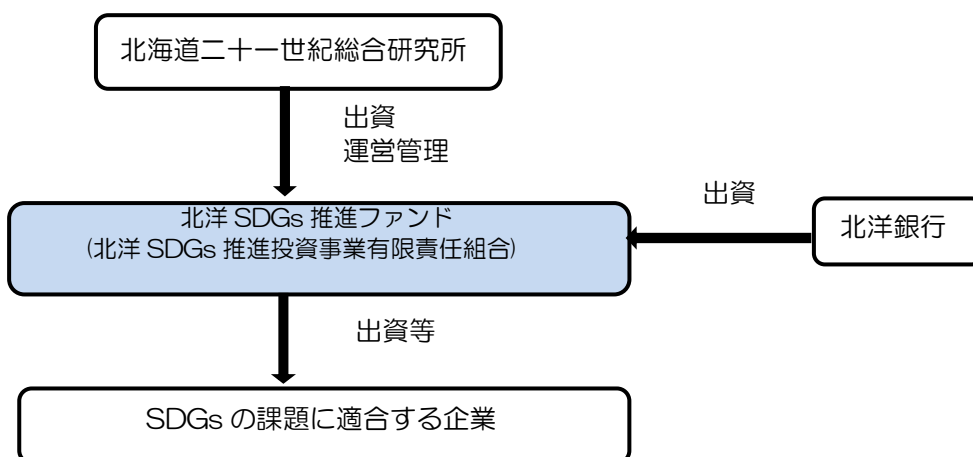 北海道二十一世紀総合研究所
出資
運営管理
北洋 SDGs 推進ファンド
(北洋 SDGs 推進投資事業有限責任組合)
出資
北洋銀行
出資等
SDGs の課題に適合する企業